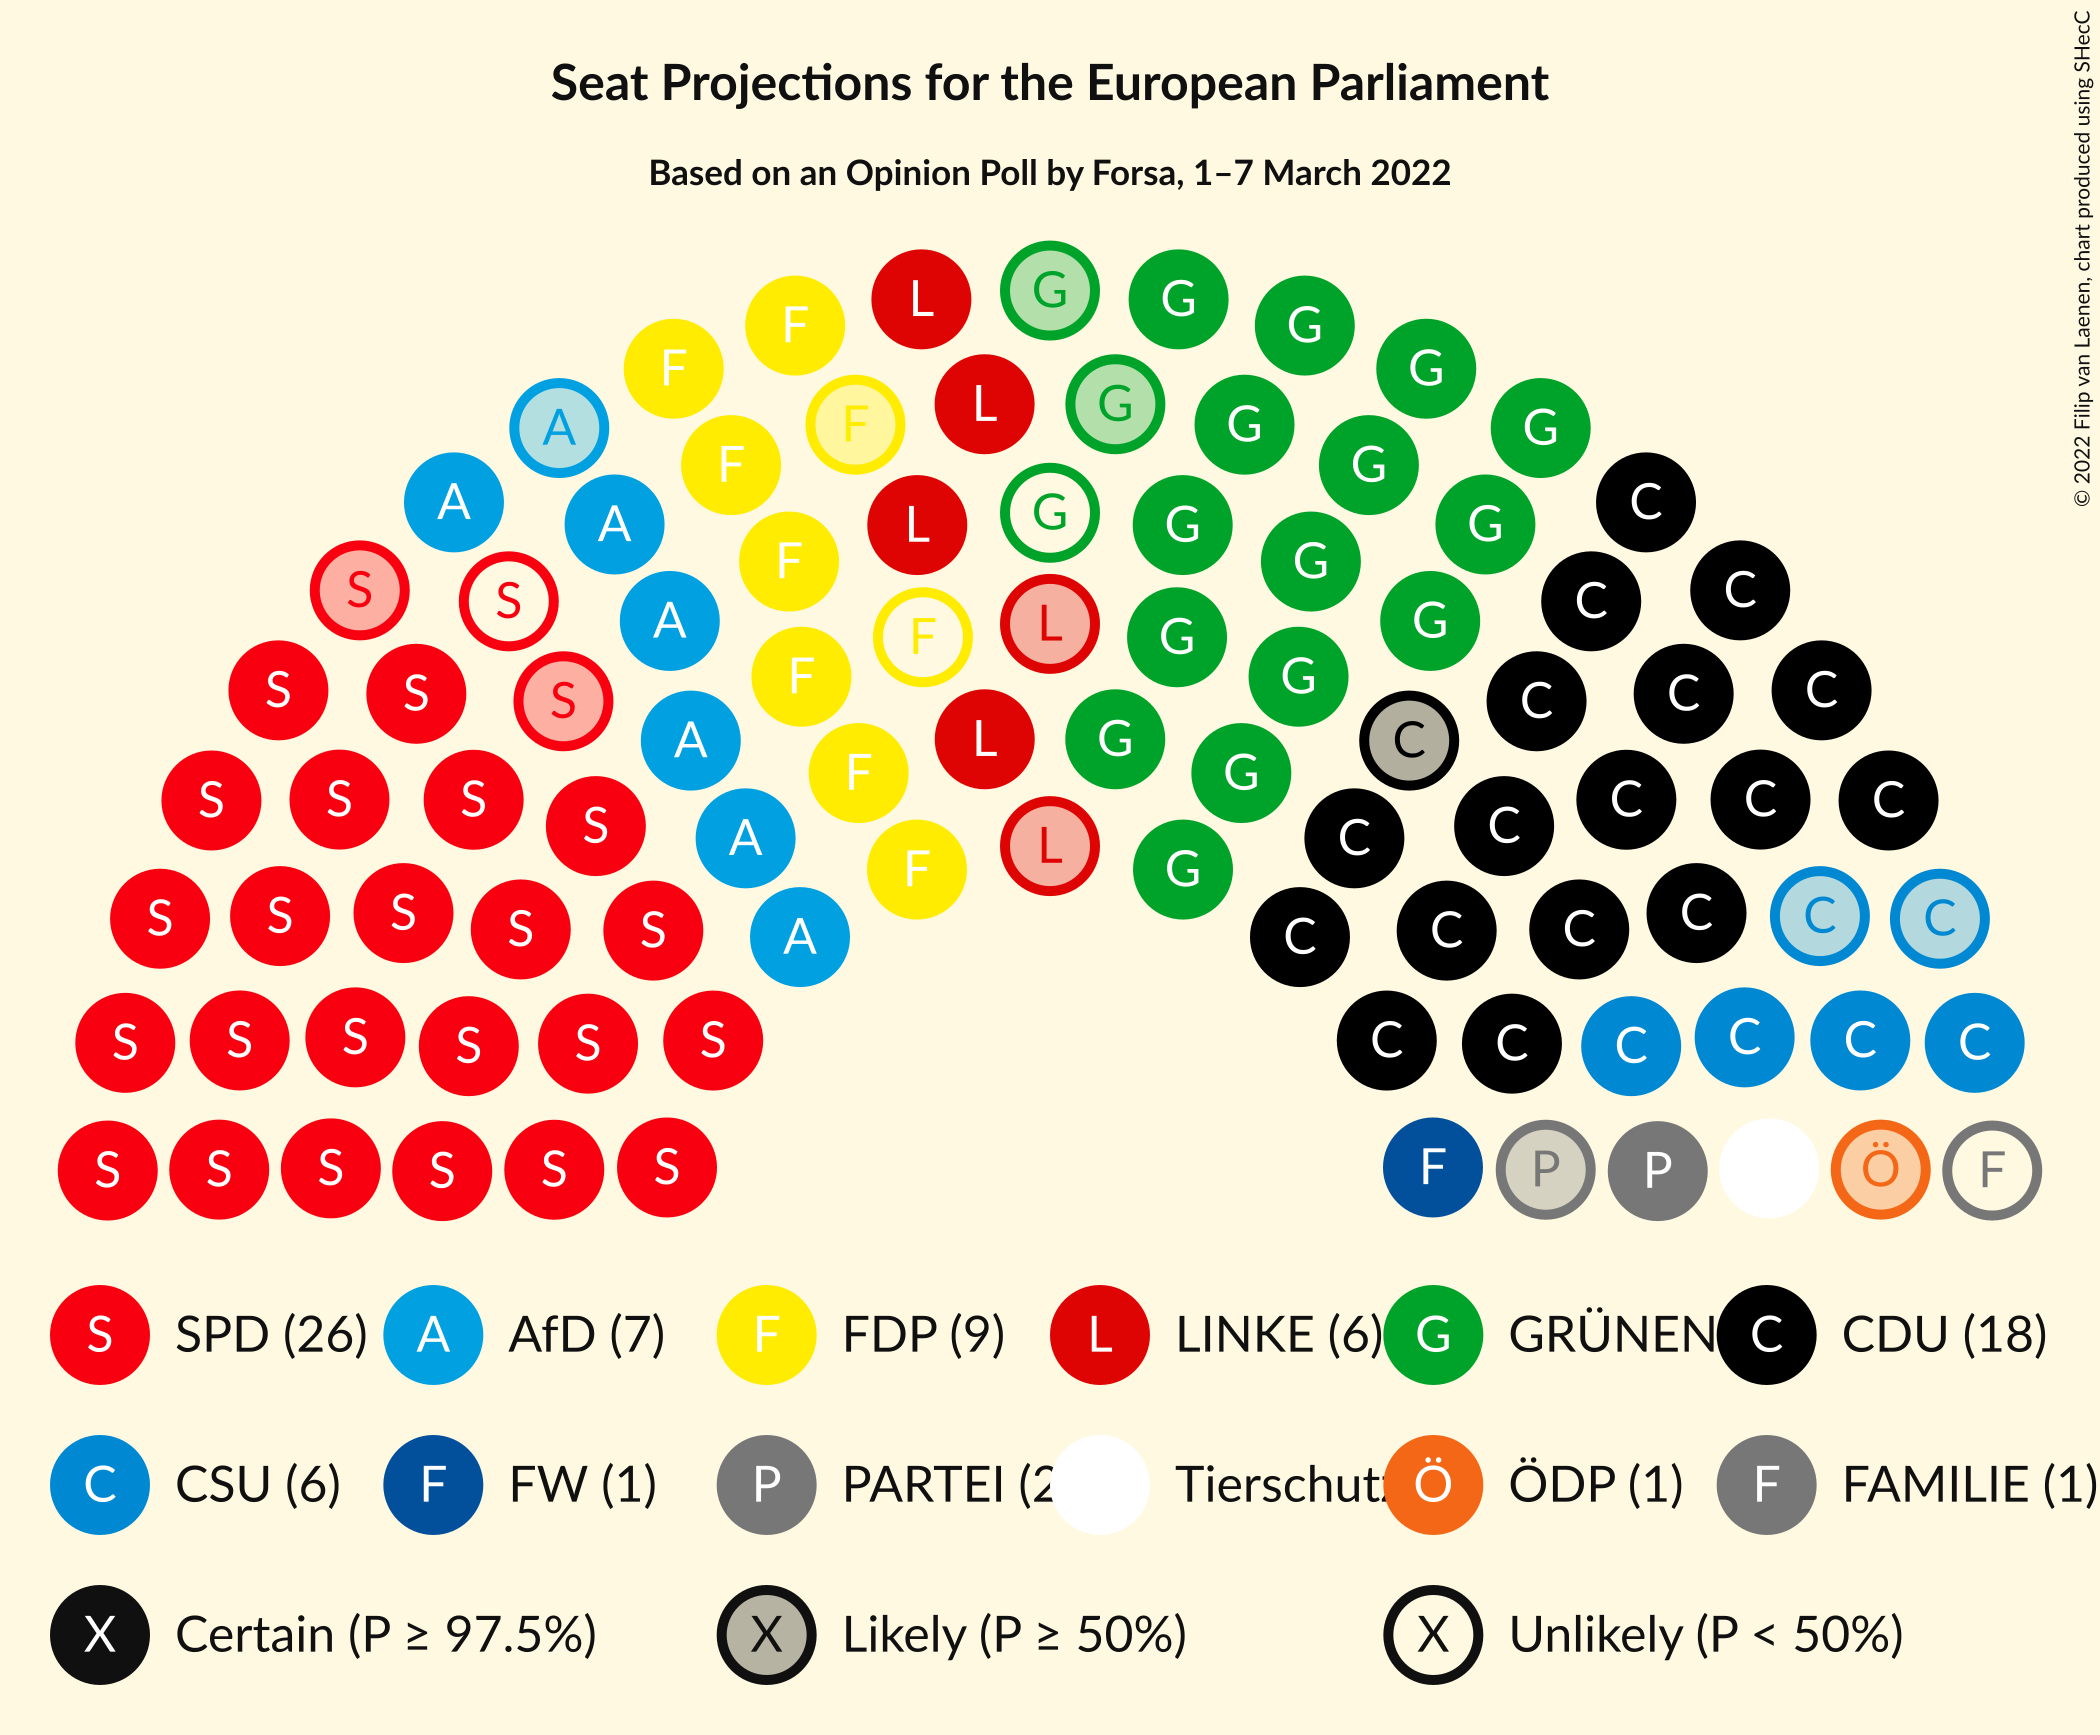 © 2022 Filip van Laenen, chart produced using SHecC
Seat Projections for the European Parliament
Based on an Opinion Poll by Forsa, 1–7 March 2022
L G G
F G
F G
L G
A F G G
F G
A C
A L G G G
F G
S C
S C
A L G
F G
F G
S S C C
S C
A L G C
F G
S S S C C C
S A C C
L
F G
S S S C C C
S S A C C C
S S S S S S C C C C C C
S S S S S S F P P Ö F
S SPD (26) A AfD (7) F FDP (9) L LINKE (6) G GRÜNEN C CDU (18)
C CSU (6) F FW (1) P PARTEI (2 Tierschutz Ö ÖDP (1) F FAMILIE (1)
X Certain (P ≥ 97.5%) X Likely (P ≥ 50%) X Unlikely (P < 50%)